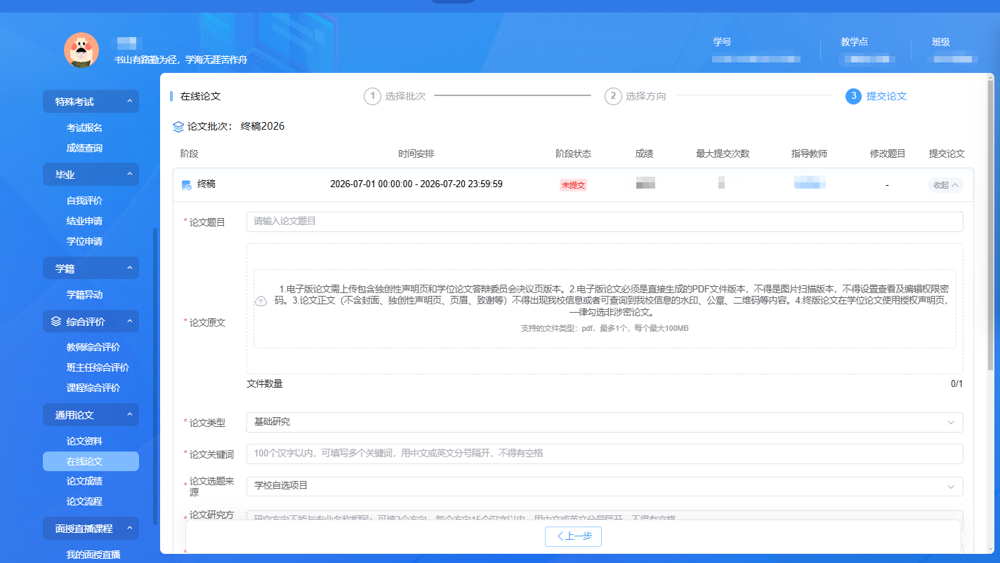 书山有路勤为径，学海无涯苦作舟
学号
教学点
班级
特殊考试
考试报名
成绩查询
毕业
自我评价
结业申请
学位申请
学籍
学籍异动
综合评价
教师综合评价
班主任综合评价
课程综合评价
通用论文
论文资料
在线论文
论文成绩
论文流程
面授直播课程
我的面授直播
在线论文
1 选择批次
2 选择方向
3 提交论文
论文批次： 终稿2026
阶段 时间安排 阶段状态 成绩 最大提交次数 指导教师 修改题目 提交论文
终稿 2026-07-01 00:00:00 - 2026-07-20 23:59:59 未提交 - 收起
*论文题目 请输入论文题目
*论文原文
1.电子版论文需上传包含独创性声明页和学位论文答辩委员会决议页版本。2.电子版论文必须是直接生成的PDF文件版本，不得是图片扫描版本，不得设置查看及编辑权限密
码。3.论文正文（不含封面、独创性声明页、页眉、致谢等）不得出现我校信息或者可查询到我校信息的水印、公章、二维码等内容。4.终版论文在学位论文使用授权声明页，
一律勾选非涉密论文。
支持的文件类型：pdf，最多1个，每个最大100MB
文件数量 0/1
*论文类型 基础研究
*论文关键词 100个汉字以内，可填写多个关键词，用中文或英文分号隔开，不得有空格
*论文选题来
源 学校自选项目
*论文研究方 研究方向不能与专业名称相同；可填2个方向，每个方向15个汉字以内，用中文或英文分号隔开，不得有空格
上一步
*